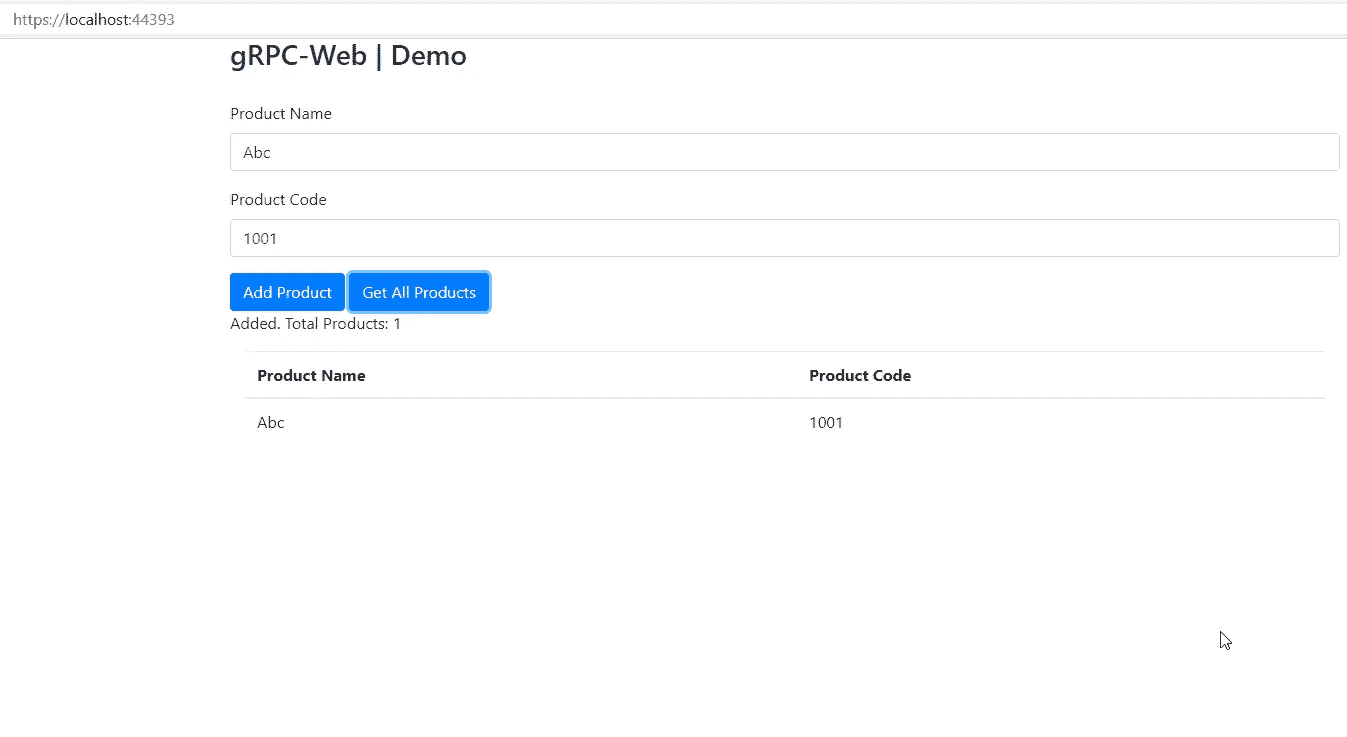 https://localhost:44393
gRPC-Web | Demo
Product Name
Abc
Product Code
1001
Add Product Get All Products
Added. Total Products: 1
Product Name Product Code
Abc 1001